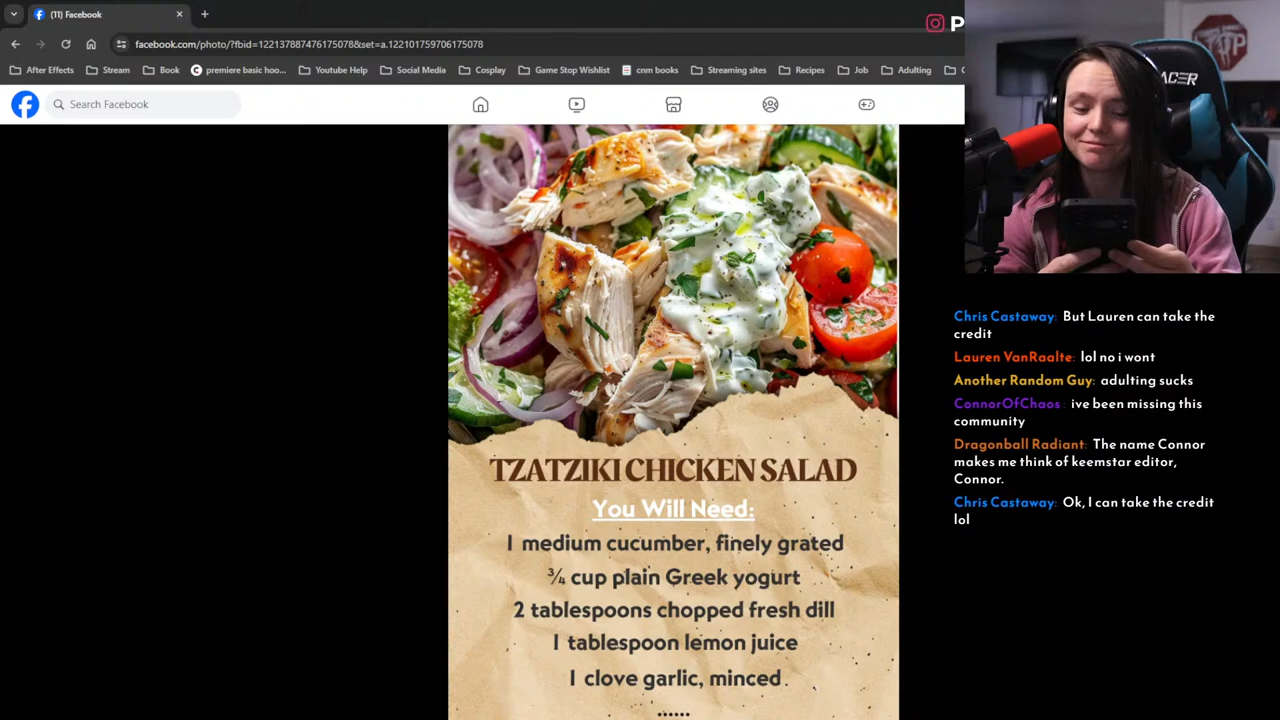 (11) Facebook
facebook.com/photo/?fbid=122137887476175078&set=a.122101759706175078
After Effects
Stream
Book
premiere basic hoo...
Youtube Help
Social Media
Cosplay
Game Stop Wishlist
cnm books
Streaming sites
Recipes
Job
Adulting
Search Facebook
P
ACER
TZATZIKI CHICKEN SALAD
You Will Need:
1 medium cucumber, finely grated
¾ cup plain Greek yogurt
2 tablespoons chopped fresh dill
1 tablespoon lemon juice
1 clove garlic, minced
......
Chris Castaway: But Lauren can take the
credit
Lauren VanRaalte: lol no i wont
Another Random Guy: adulting sucks
ConnorOfChaos : ive been missing this
community
Dragonball Radiant: The name Connor
makes me think of keemstar editor,
Connor.
Chris Castaway: Ok, I can take the credit
lol